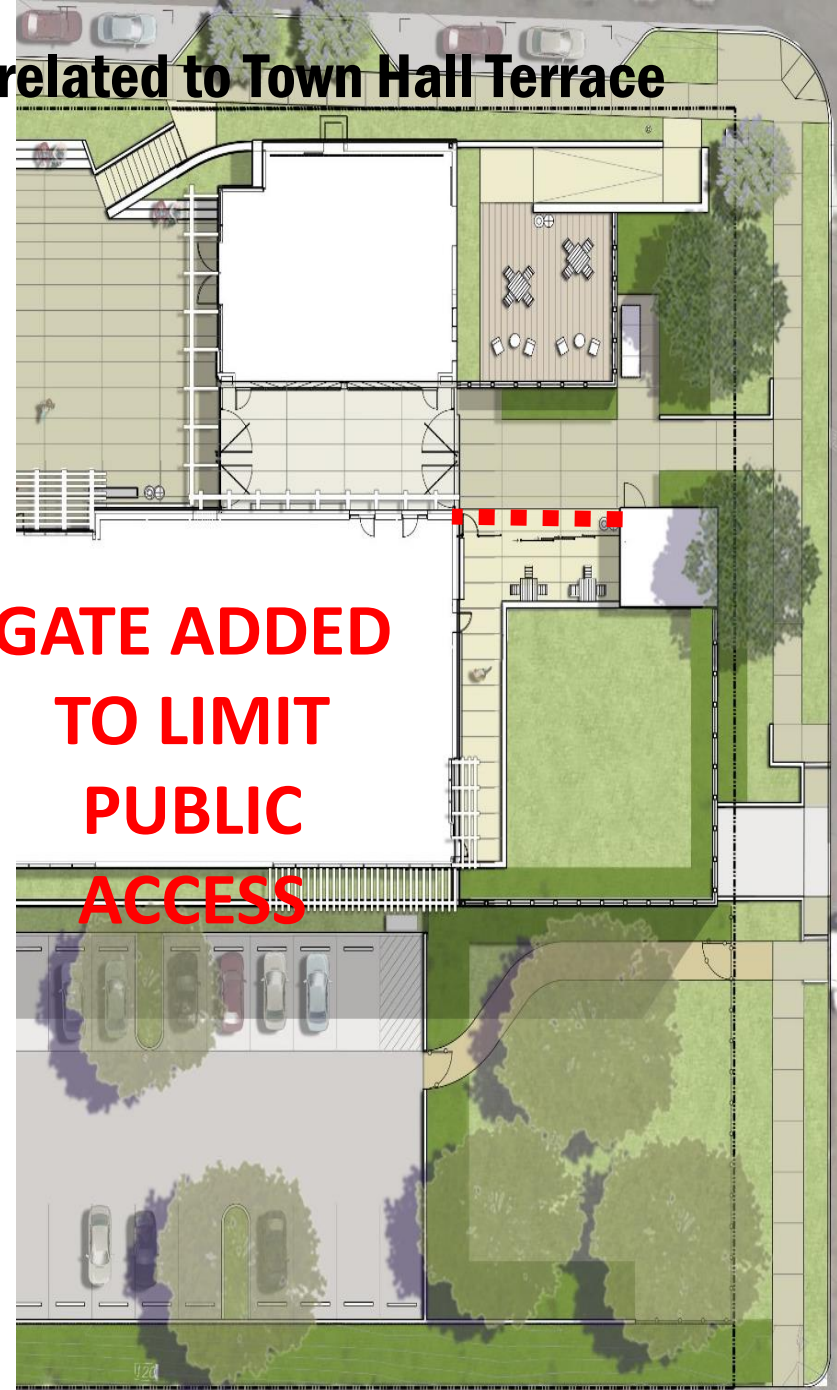 related to Town Hall Terrace
GATE ADDED
TO LIMIT
PUBLIC
ACCESS